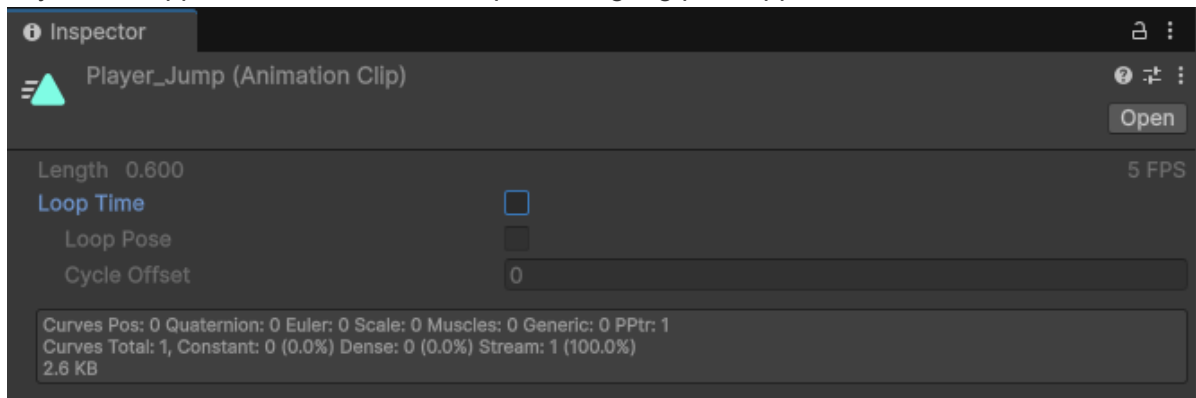 Inspector
Player_Jump (Animation Clip)
Open
Length 0.600 5 FPS
Loop Time
Loop Pose
Cycle Offset 0
Curves Pos: 0 Quaternion: 0 Euler: 0 Scale: 0 Muscles: 0 Generic: 0 PPtr: 1
Curves Total: 1, Constant: 0 (0.0%) Dense: 0 (0.0%) Stream: 1 (100.0%)
2.6 KB